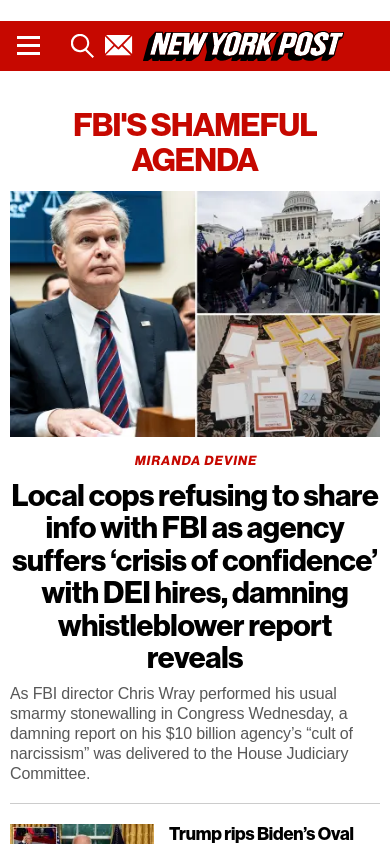 NEW YORK POST
FBI'S SHAMEFUL
AGENDA
2A
MIRANDA DEVINE
Local cops refusing to share
info with FBI as agency
suffers ‘crisis of confidence’
with DEI hires, damning
whistleblower report
reveals
As FBI director Chris Wray performed his usual
smarmy stonewalling in Congress Wednesday, a
damning report on his $10 billion agency’s “cult of
narcissism” was delivered to the House Judiciary
Committee.
Trump rips Biden’s Oval